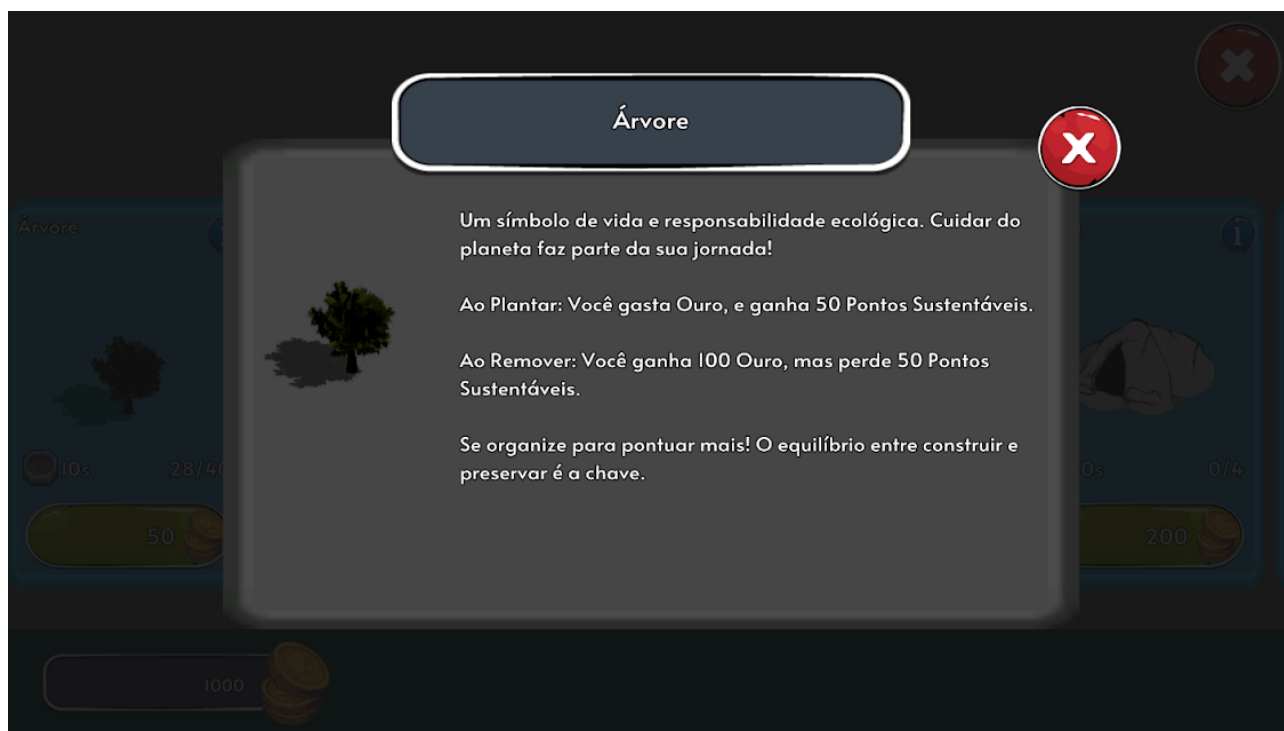 Árvore
X
Um símbolo de vida e responsabilidade ecológica. Cuidar do
planeta faz parte da sua jornada!
Ao Plantar: Você gasta Ouro, e ganha 50 Pontos Sustentáveis.
Ao Remover: Você ganha 100 Ouro, mas perde 50 Pontos
Sustentáveis.
Se organize para pontuar mais! O equilíbrio entre construir e
preservar é a chave.
Árvore
i
10s
28/40
0s
0/4
50
200
1000